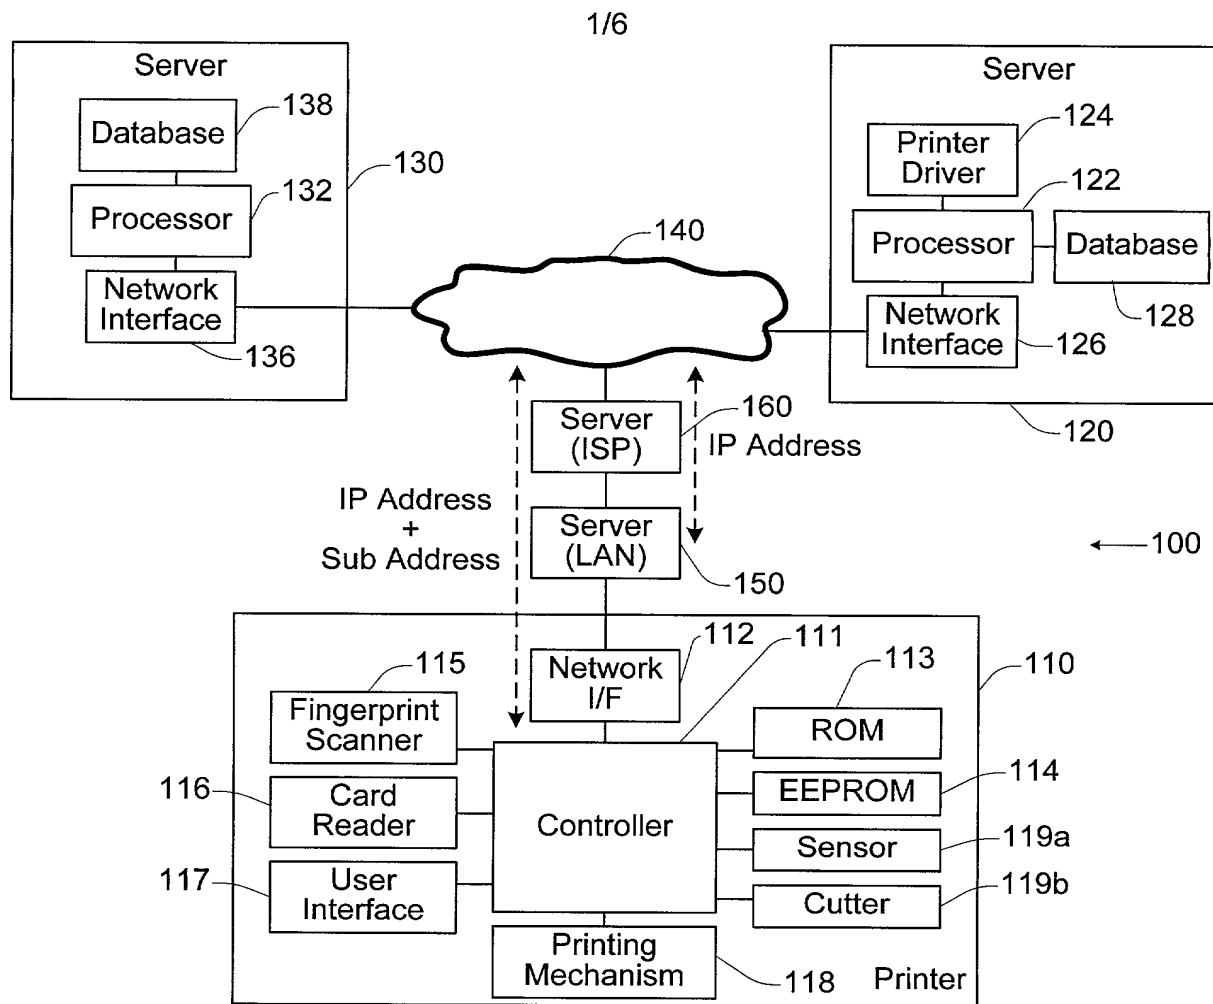 1/6
Server
Database
138
Processor
132
130
Network
Interface
136
140
Server
Printer
Driver
124
122
Processor
Database
128
Network
Interface
126
120
Server
(ISP)
160
IP Address
IP Address
+
Sub Address
Server
(LAN)
150
100
Network
I/F
112
111
113
110
115
Fingerprint
Scanner
ROM
116
Card
Reader
EEPROM
114
Controller
Sensor
119a
117
User
Interface
Cutter
119b
Printing
Mechanism
118
Printer